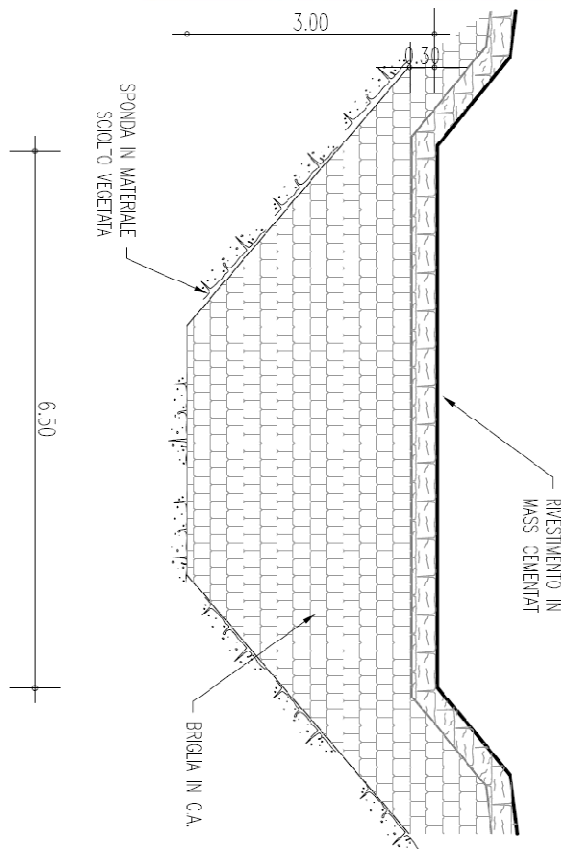 3.00
0.30
SPONDA IN MATERIALE
SCIOLTO VEGETATA
6.50
RIVESTIMENTO IN
MASS CEMENTAT
BRIGLIA IN C.A.